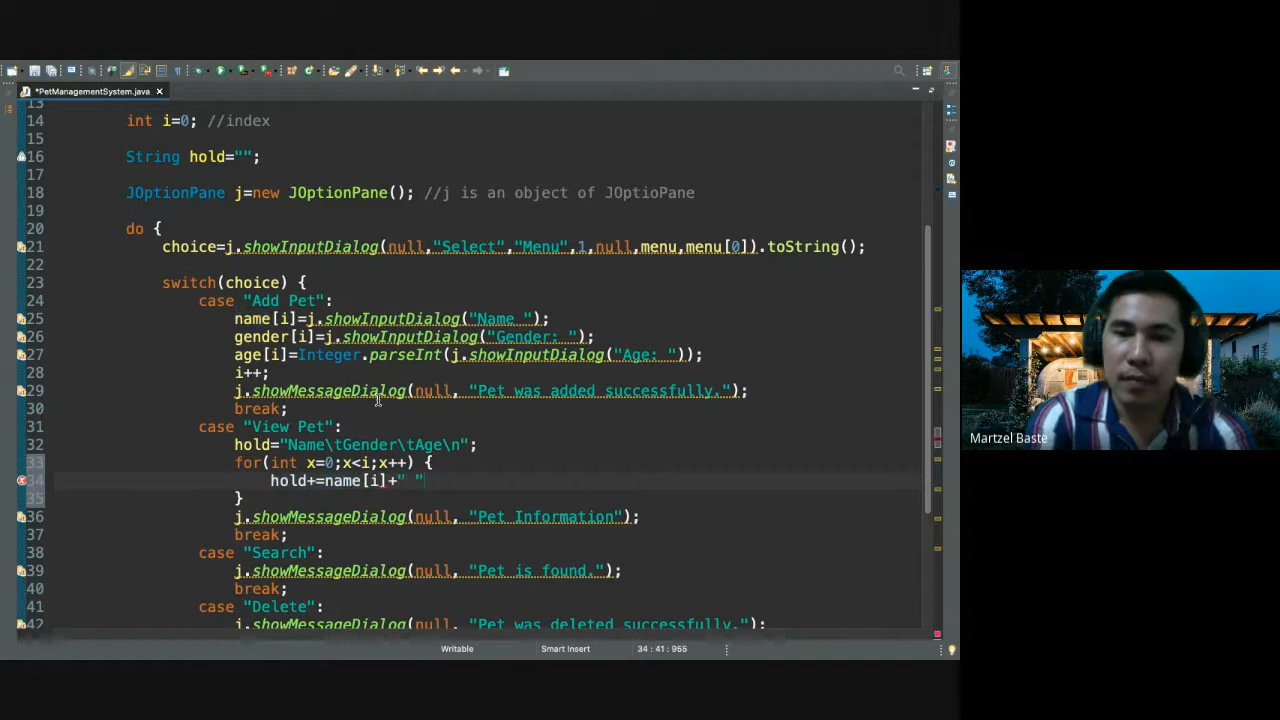 *PetManagementSystem.java
13
14 int i=0; //index
15
16 String hold="";
17
18 JOptionPane j=new JOptionPane(); //j is an object of JOptioPane
19
20 do {
21 choice=j.showInputDialog(null,"Select","Menu",1,null,menu,menu[0]).toString();
22
23 switch(choice) {
24 case "Add Pet":
25 name[i]=j.showInputDialog("Name ");
26 gender[i]=j.showInputDialog("Gender: ");
27 age[i]=Integer.parseInt(j.showInputDialog("Age: "));
28 i++;
29 j.showMessageDialog(null, "Pet was added successfully.");
30 break;
31 case "View Pet":
32 hold="Name\tGender\tAge\n";
33 for(int x=0;x<i;x++) {
34 hold+=name[i]+" "
35 }
36 j.showMessageDialog(null, "Pet Information");
37 break;
38 case "Search":
39 j.showMessageDialog(null, "Pet is found.");
40 break;
41 case "Delete":
42 j.showMessageDialog(null, "Pet was deleted successfully.");
Writable Smart Insert 34 : 41 : 955
Martzel Baste